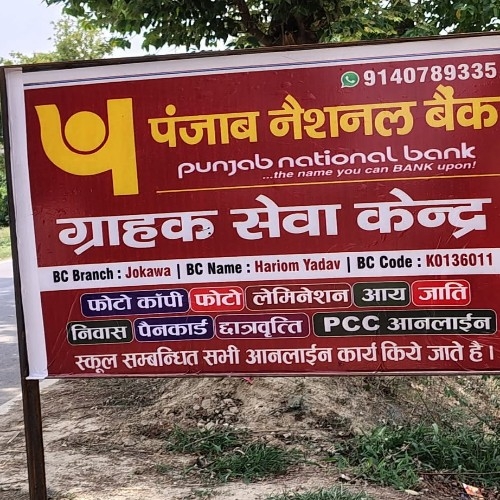 9140789335
पंजाब नैशनल बैंक
punjab national bank
...the name you can BANK upon!
ग्राहक सेवा केन्द्र
BC Branch : Jokawa | BC Name : Hariom Yadav | BC Code : K0136011
फोटो कॉपी फोटो लेमिनेशन आय जाति
निवास पैनकार्ड छात्रवृत्ति PCC आनलाईन
स्कूल सम्बन्धित सभी आनलाईन कार्य किये जाते है।